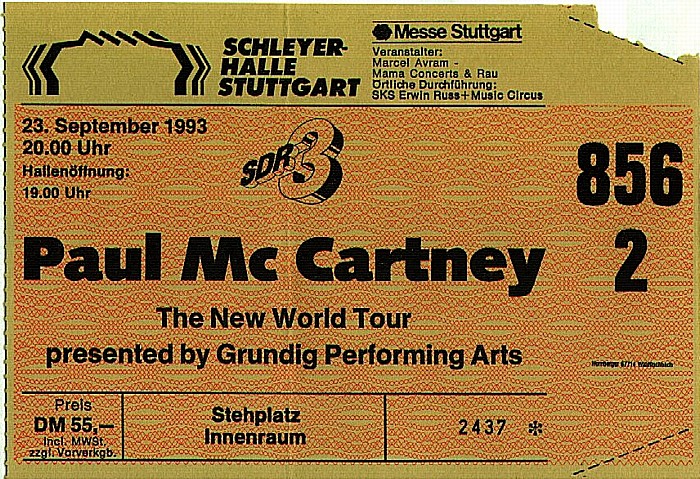 SCHLEYER-
HALLE
STUTTGART
Messe Stuttgart
Veranstalter:
Marcel Avram -
Mama Concerts & Rau
Örtliche Durchführung:
SKS Erwin Russ+Music Circus
23. September 1993
20.00 Uhr
Hallenöffnung:
19.00 Uhr
SDR 3
856
2
Paul Mc Cartney
The New World Tour
presented by Grundig Performing Arts
Preis
DM 55,—
incl. MWSt.
zzgl. Vorverkgb.
Stehplatz
Innenraum
2437 *